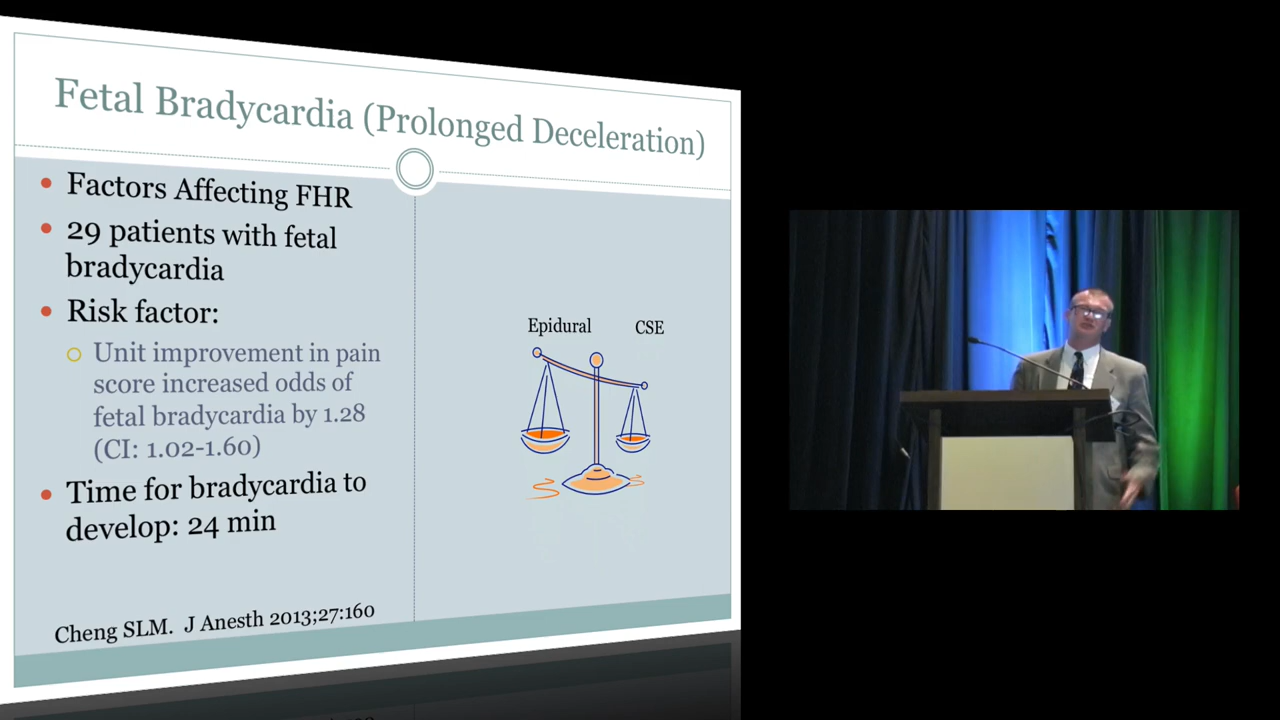 Fetal Bradycardia (Prolonged Deceleration)
Factors Affecting FHR
29 patients with fetal
bradycardia
Risk factor:
Unit improvement in pain
score increased odds of
fetal bradycardia by 1.28
(CI: 1.02-1.60)
Time for bradycardia to
develop: 24 min
Cheng SLM. J Anesth 2013;27:160
Epidural
CSE